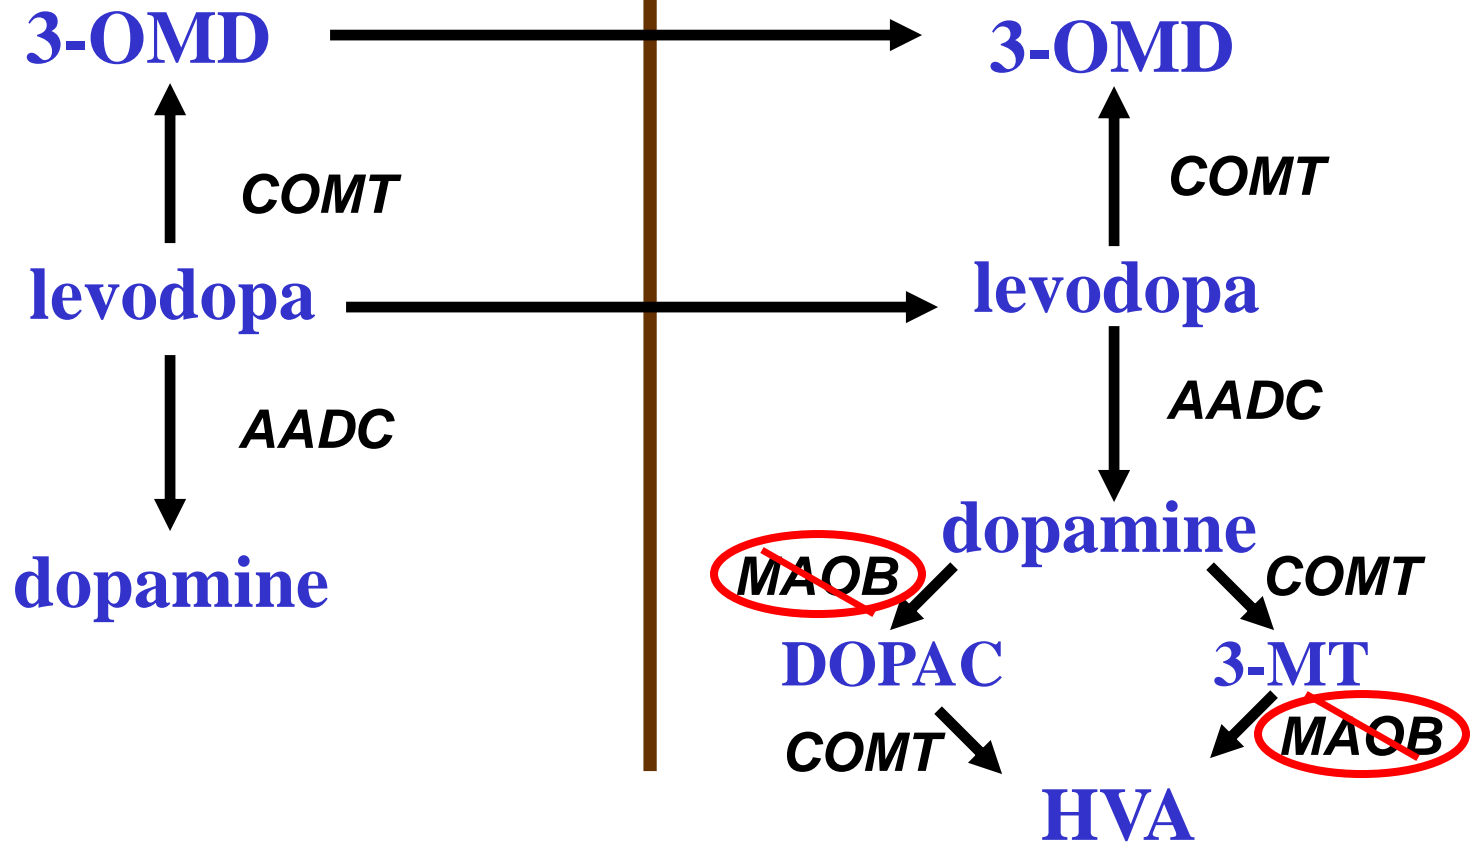 3-OMD
3-OMD
COMT
COMT
levodopa
levodopa
AADC
AADC
dopamine
dopamine
MAOB
COMT
DOPAC
3-MT
COMT
MAOB
HVA